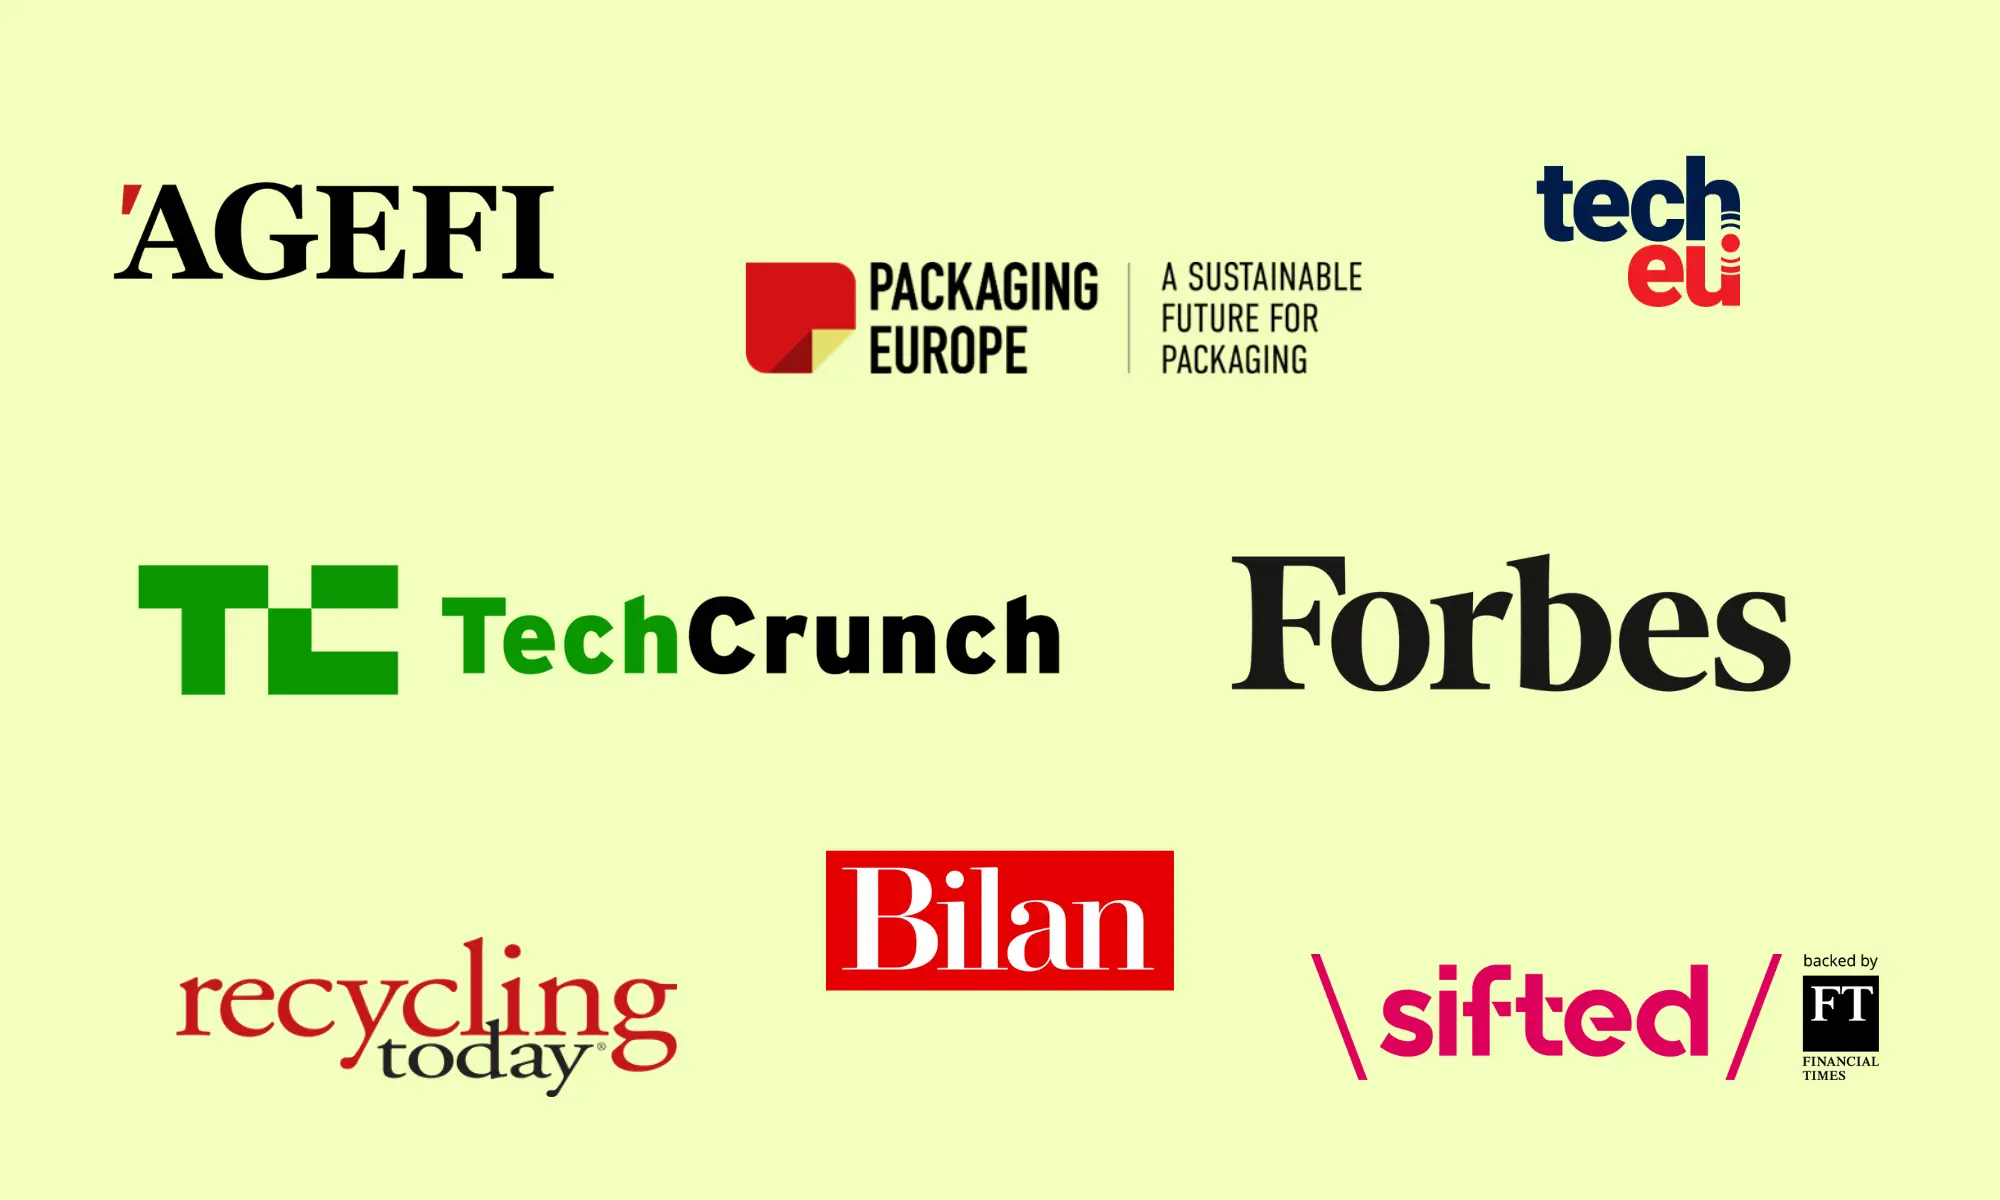 'AGEFI
PACKAGING
EUROPE
A SUSTAINABLE
FUTURE FOR
PACKAGING
tech
eu
TC TechCrunch
Forbes
recycling
today®
Bilan
\sifted/
backed by
FT
FINANCIAL
TIMES